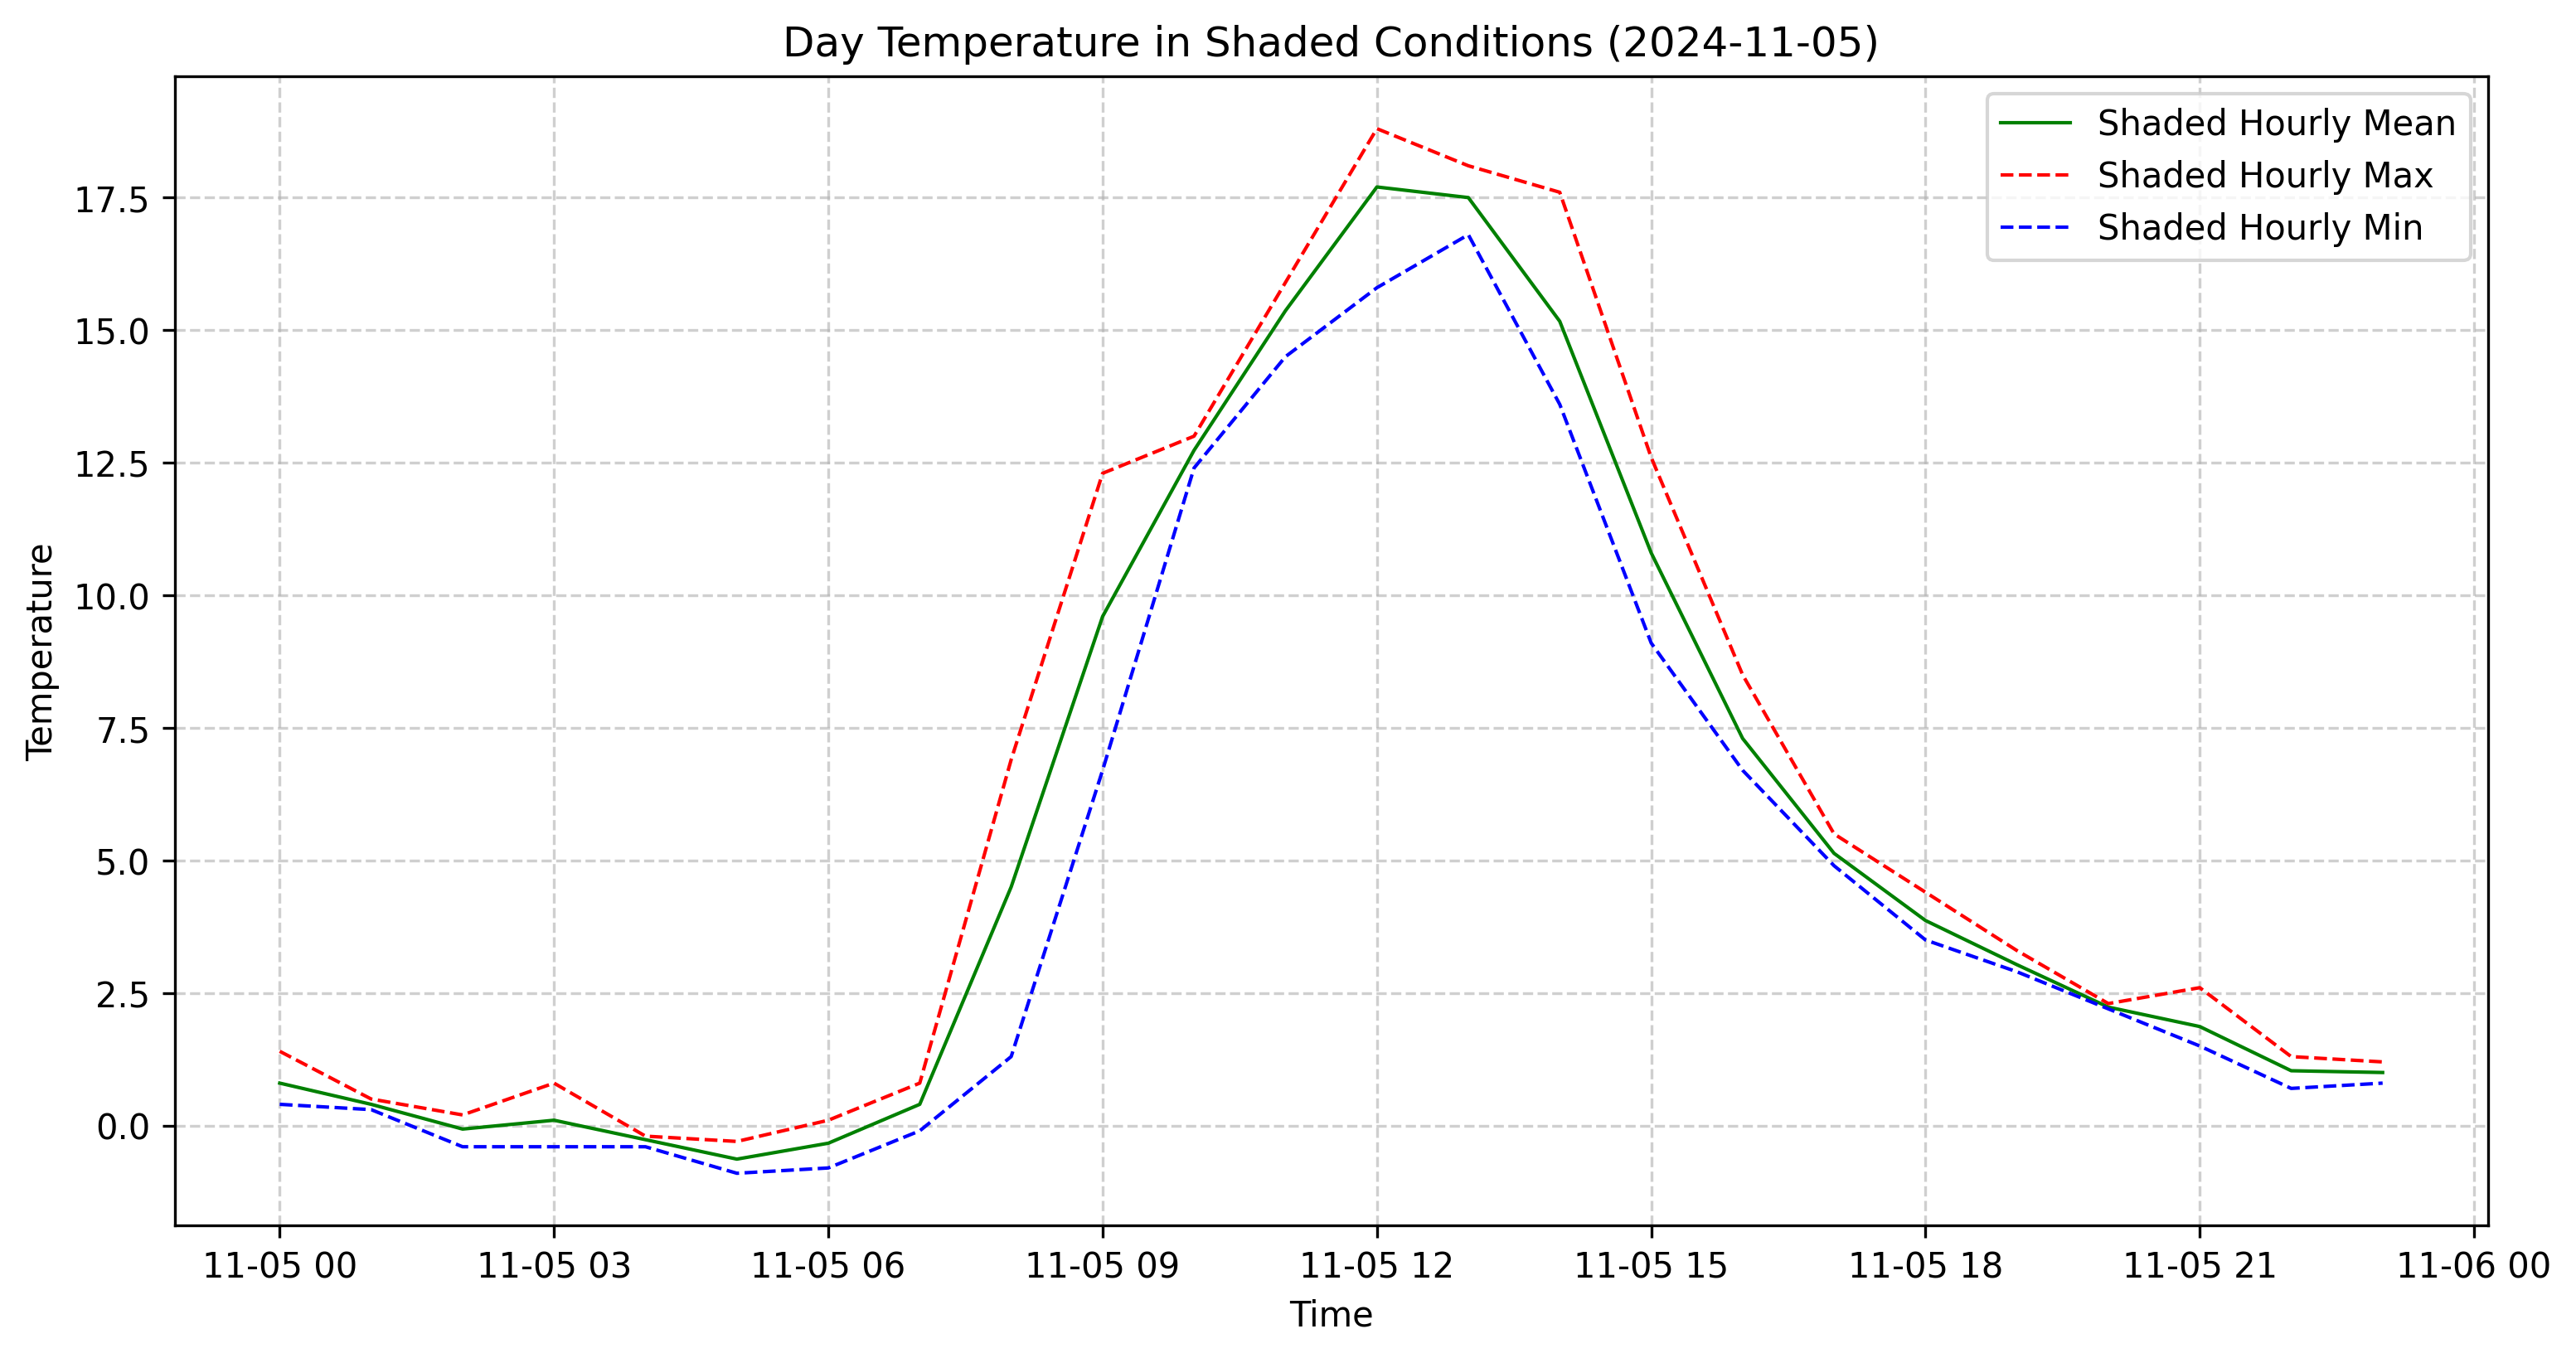 Day Temperature in Shaded Conditions (2024-11-05)
Shaded Hourly Mean
Shaded Hourly Max
Shaded Hourly Min
Temperature
17.5
15.0
12.5
10.0
7.5
5.0
2.5
0.0
11-05 00 11-05 03 11-05 06 11-05 09 11-05 12 11-05 15 11-05 18 11-05 21 11-06 00
Time